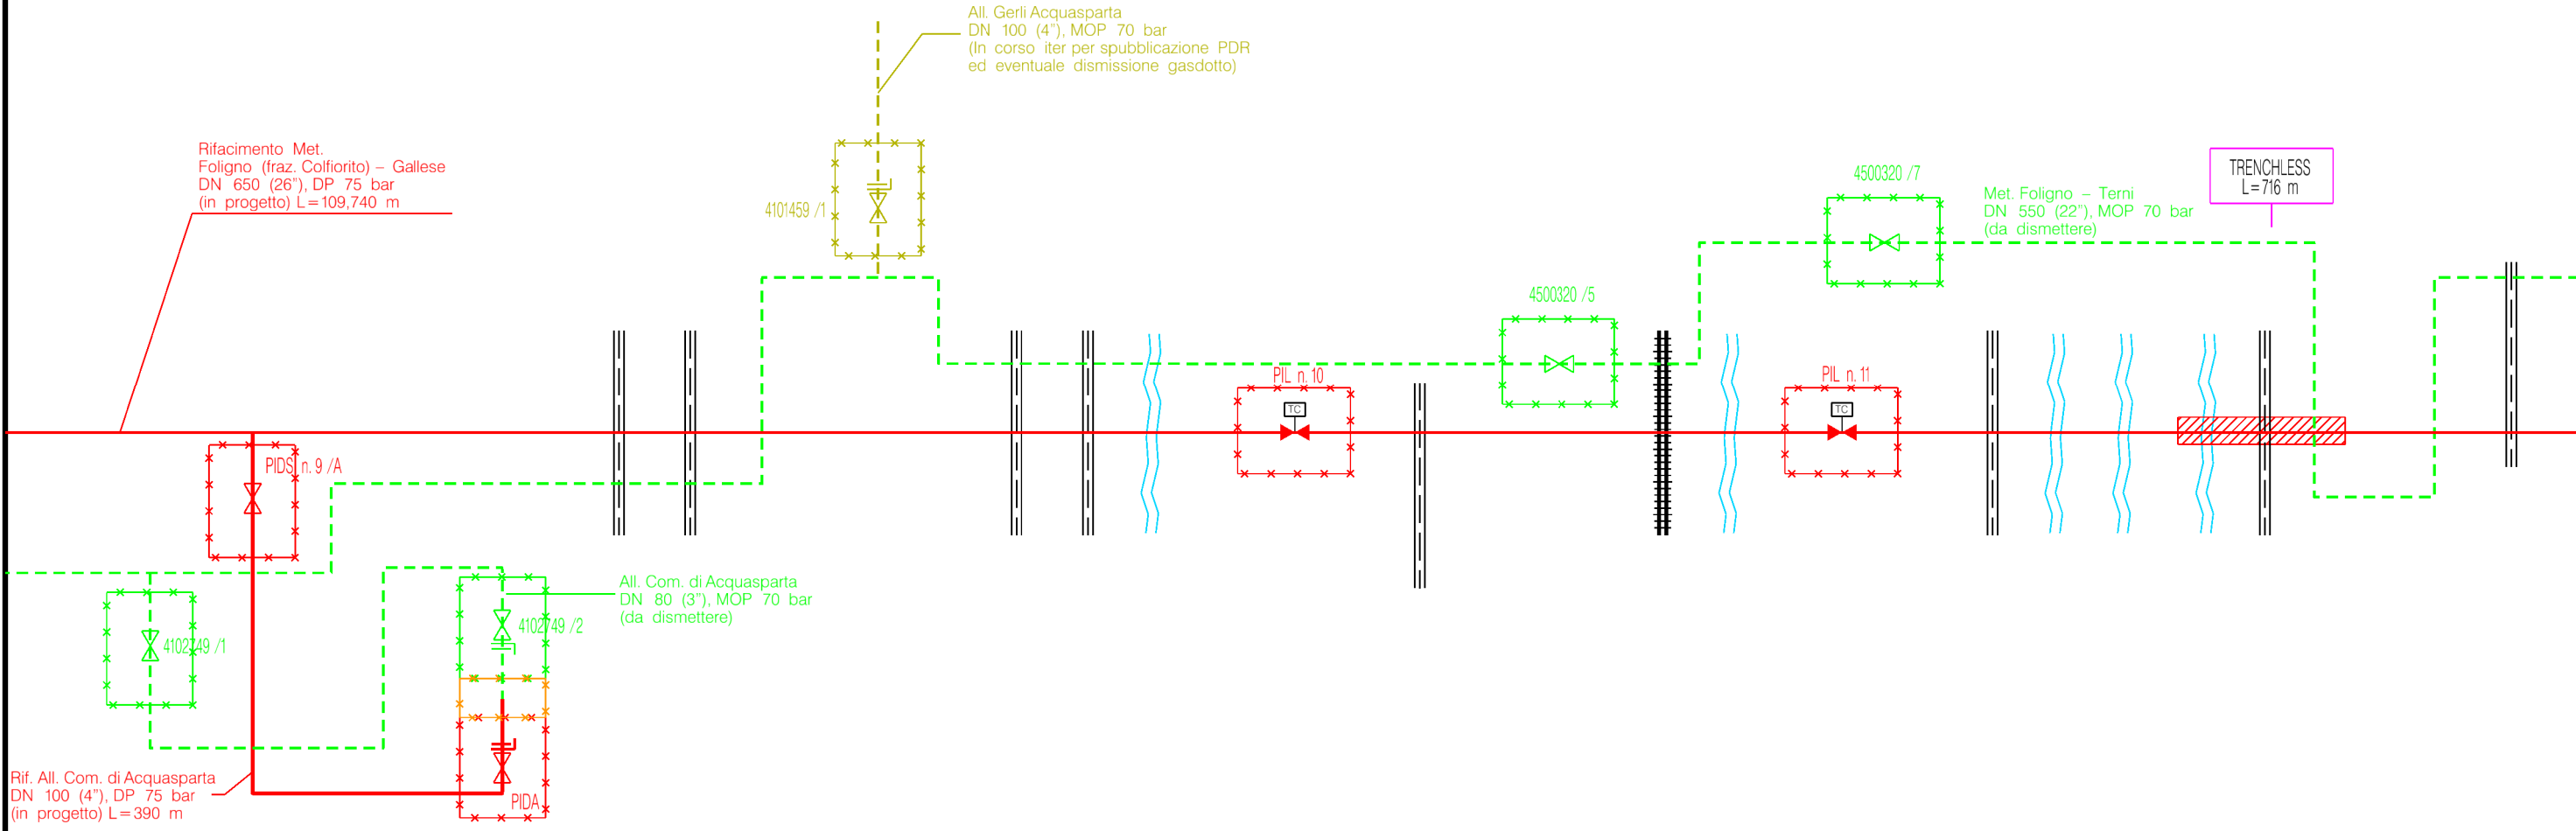 All. Gerli Acquasparta
DN 100 (4"), MOP 70 bar
(In corso iter per spubblicazione PDR
ed eventuale dismissione gasdotto)
Rifacimento Met.
Foligno (fraz. Colfiorito) – Gallese
DN 650 (26"), DP 75 bar
(in progetto) L=109,740 m
4101459 /1
4500320 /7
Met. Foligno – Terni
DN 550 (22"), MOP 70 bar
(da dismettere)
TRENCHLESS
L=716 m
4500320 /5
PIL n. 10
TC
PIL n. 11
TC
PIDS n. 9 /A
4102749 /1
All. Com. di Acquasparta
DN 80 (3"), MOP 70 bar
(da dismettere)
4102749 /2
Rif. All. Com. di Acquasparta
DN 100 (4"), DP 75 bar
(in progetto) L=390 m
PIDA